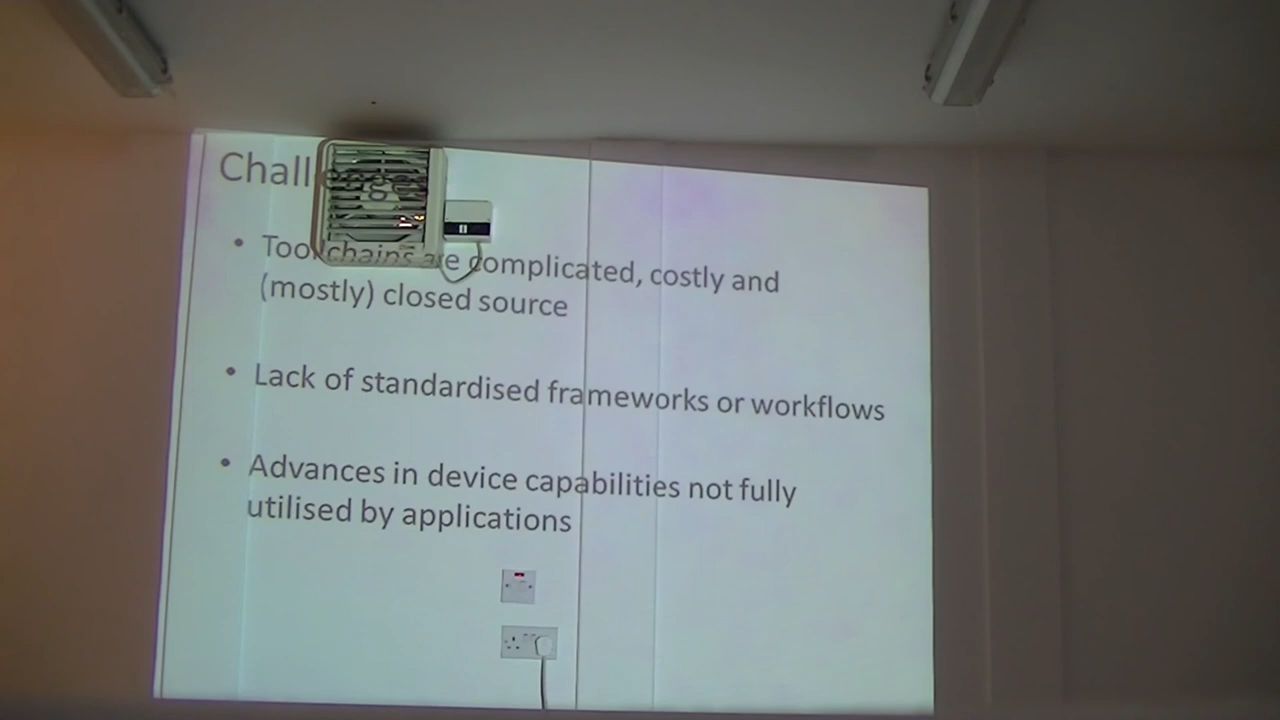 Challenges
• Toolchains are complicated, costly and
(mostly) closed source
• Lack of standardised frameworks or workflows
• Advances in device capabilities not fully
utilised by applications